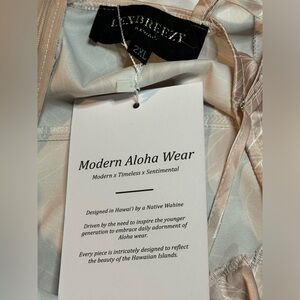 LEXBREEZY
HAWAII
2XL
Modern Aloha Wear
Modern x Timeless x Sentimental
Designed in Hawai'i by a Native Wahine
Driven by the need to inspire the younger
generation to embrace daily adornment of
Aloha wear.
Every piece is intricately designed to reflect
the beauty of the Hawaiian Islands.